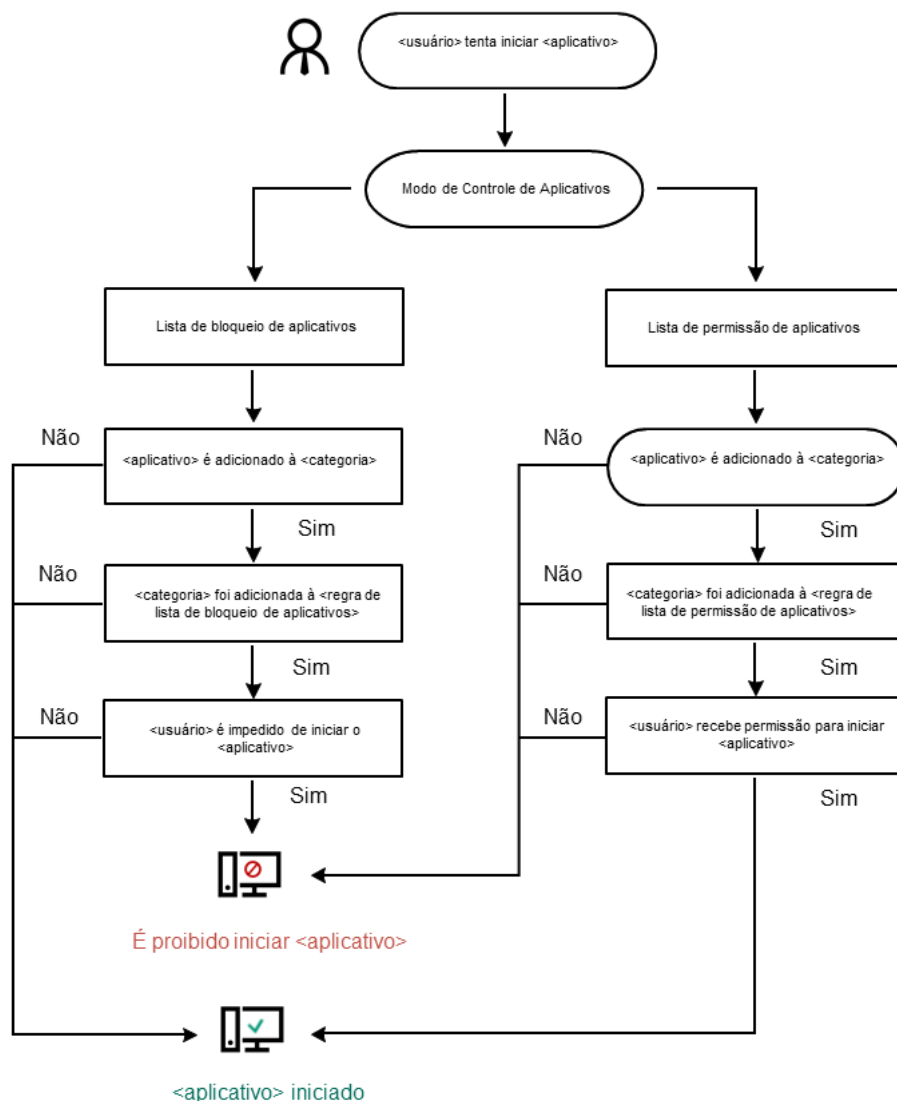 <usuário> tenta iniciar <aplicativo>
Modo de Controle de Aplicativos
Lista de bloqueio de aplicativos
Lista de permissão de aplicativos
Não
<aplicativo> é adicionado à <categoria>
Não
<aplicativo> é adicionado à <categoria>
Sim
Sim
Não
<categoria> foi adicionada à <regra de
lista de bloqueio de aplicativos>
Não
<categoria> foi adicionada à <regra de
lista de permissão de aplicativos>
Sim
Sim
Não
<usuário> é impedido de iniciar o
<aplicativo>
Não
<usuário> recebe permissão para iniciar
<aplicativo>
Sim
Sim
É proibido iniciar <aplicativo>
<aplicativo> iniciado